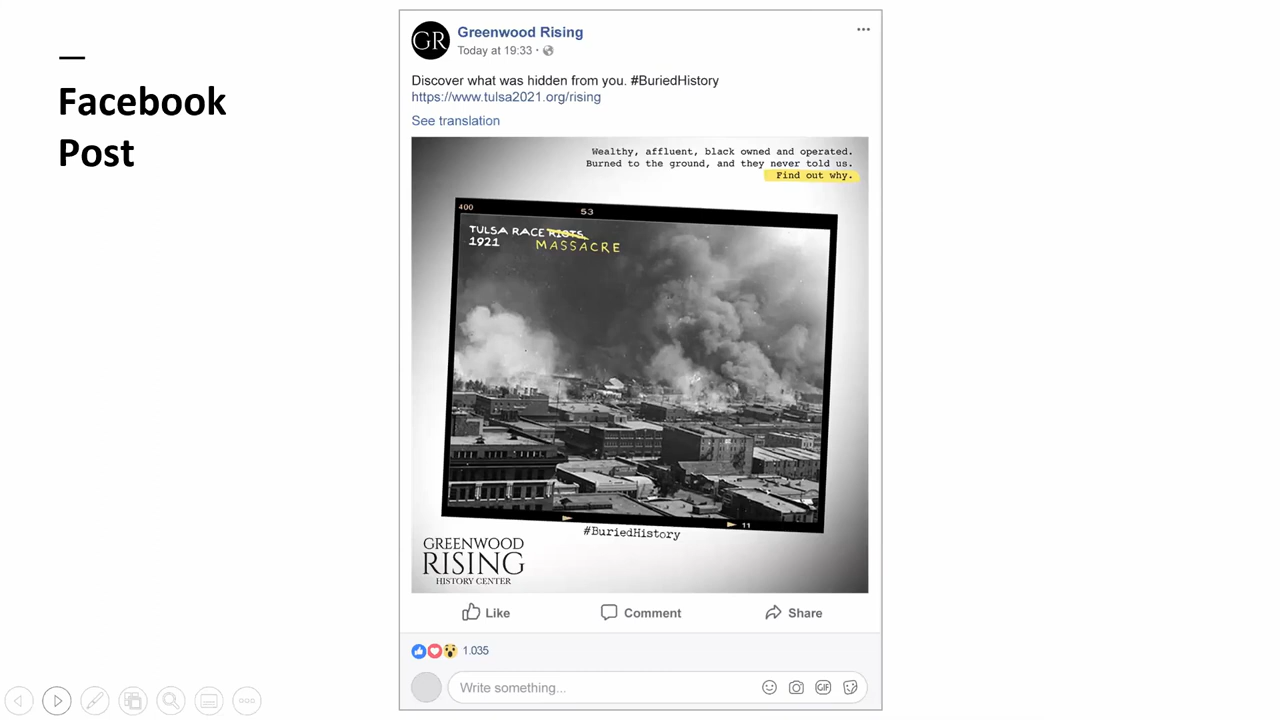 Facebook
Post
GR
Greenwood Rising
Today at 19:33 ·
Discover what was hidden from you. #BuriedHistory
https://www.tulsa2021.org/rising
See translation
Wealthy, affluent, black owned and operated.
Burned to the ground, and they never told us.
Find out why.
400
53
TULSA RACE RIOTS
1921 MASSACRE
11
#BuriedHistory
GREENWOOD
RISING
HISTORY CENTER
Like
Comment
Share
1.035
Write something...
GIF